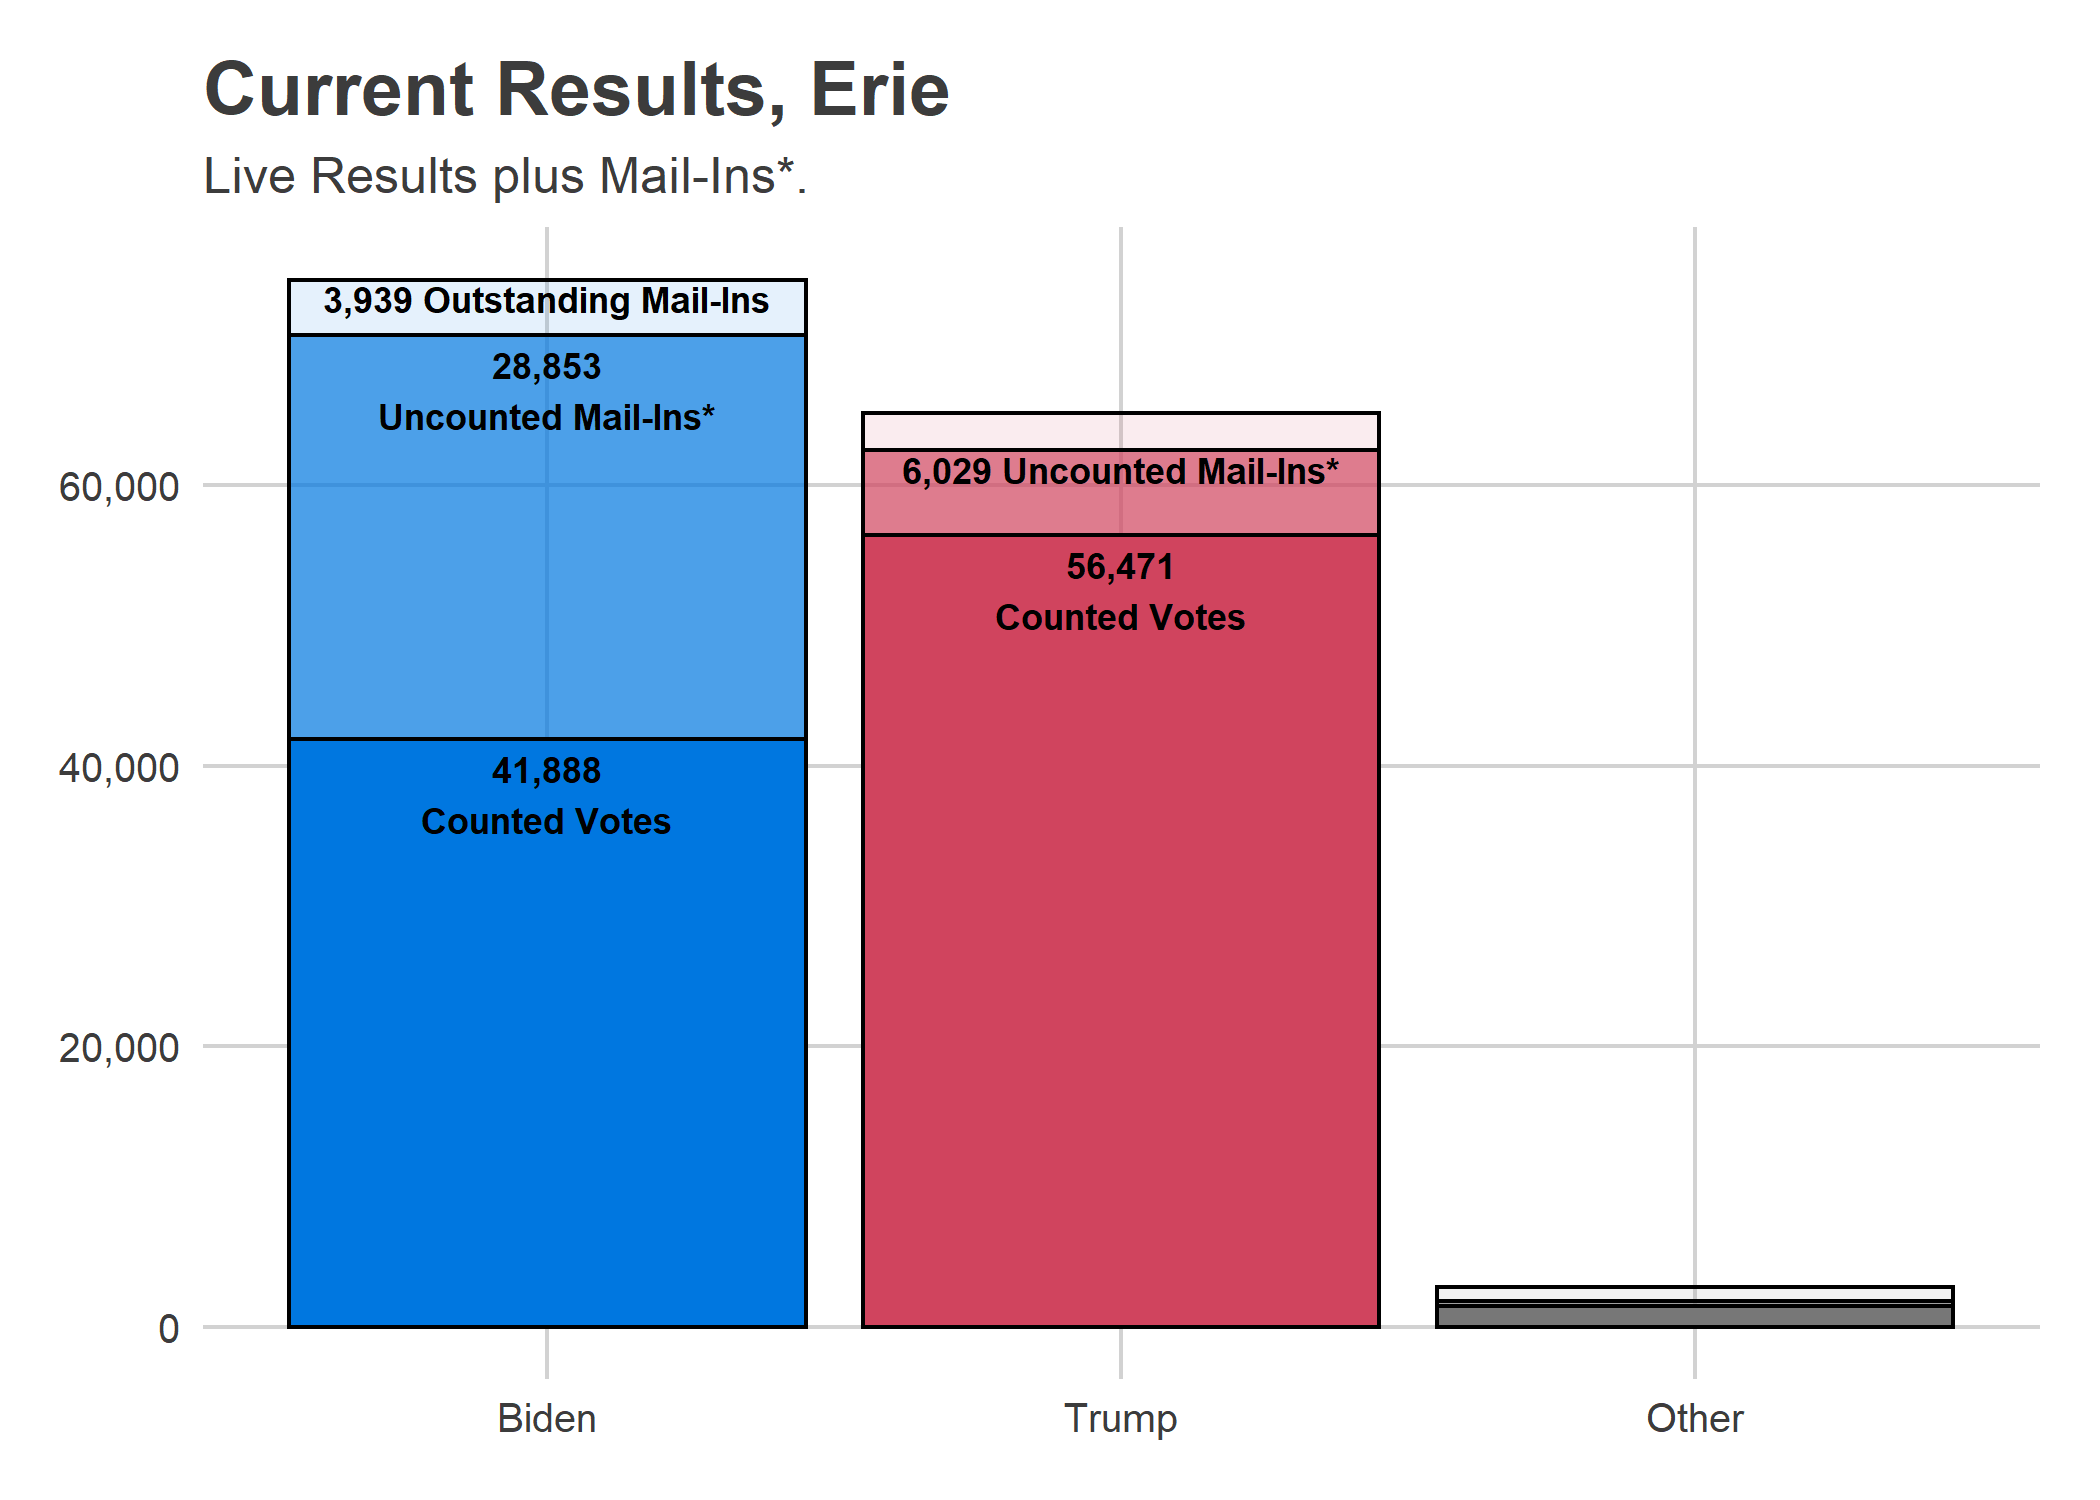 Current Results, Erie
Live Results plus Mail-Ins*.
3,939 Outstanding Mail-Ins
28,853
Uncounted Mail-Ins*
41,888
Counted Votes
6,029 Uncounted Mail-Ins*
56,471
Counted Votes
60,000
40,000
20,000
0
Biden
Trump
Other